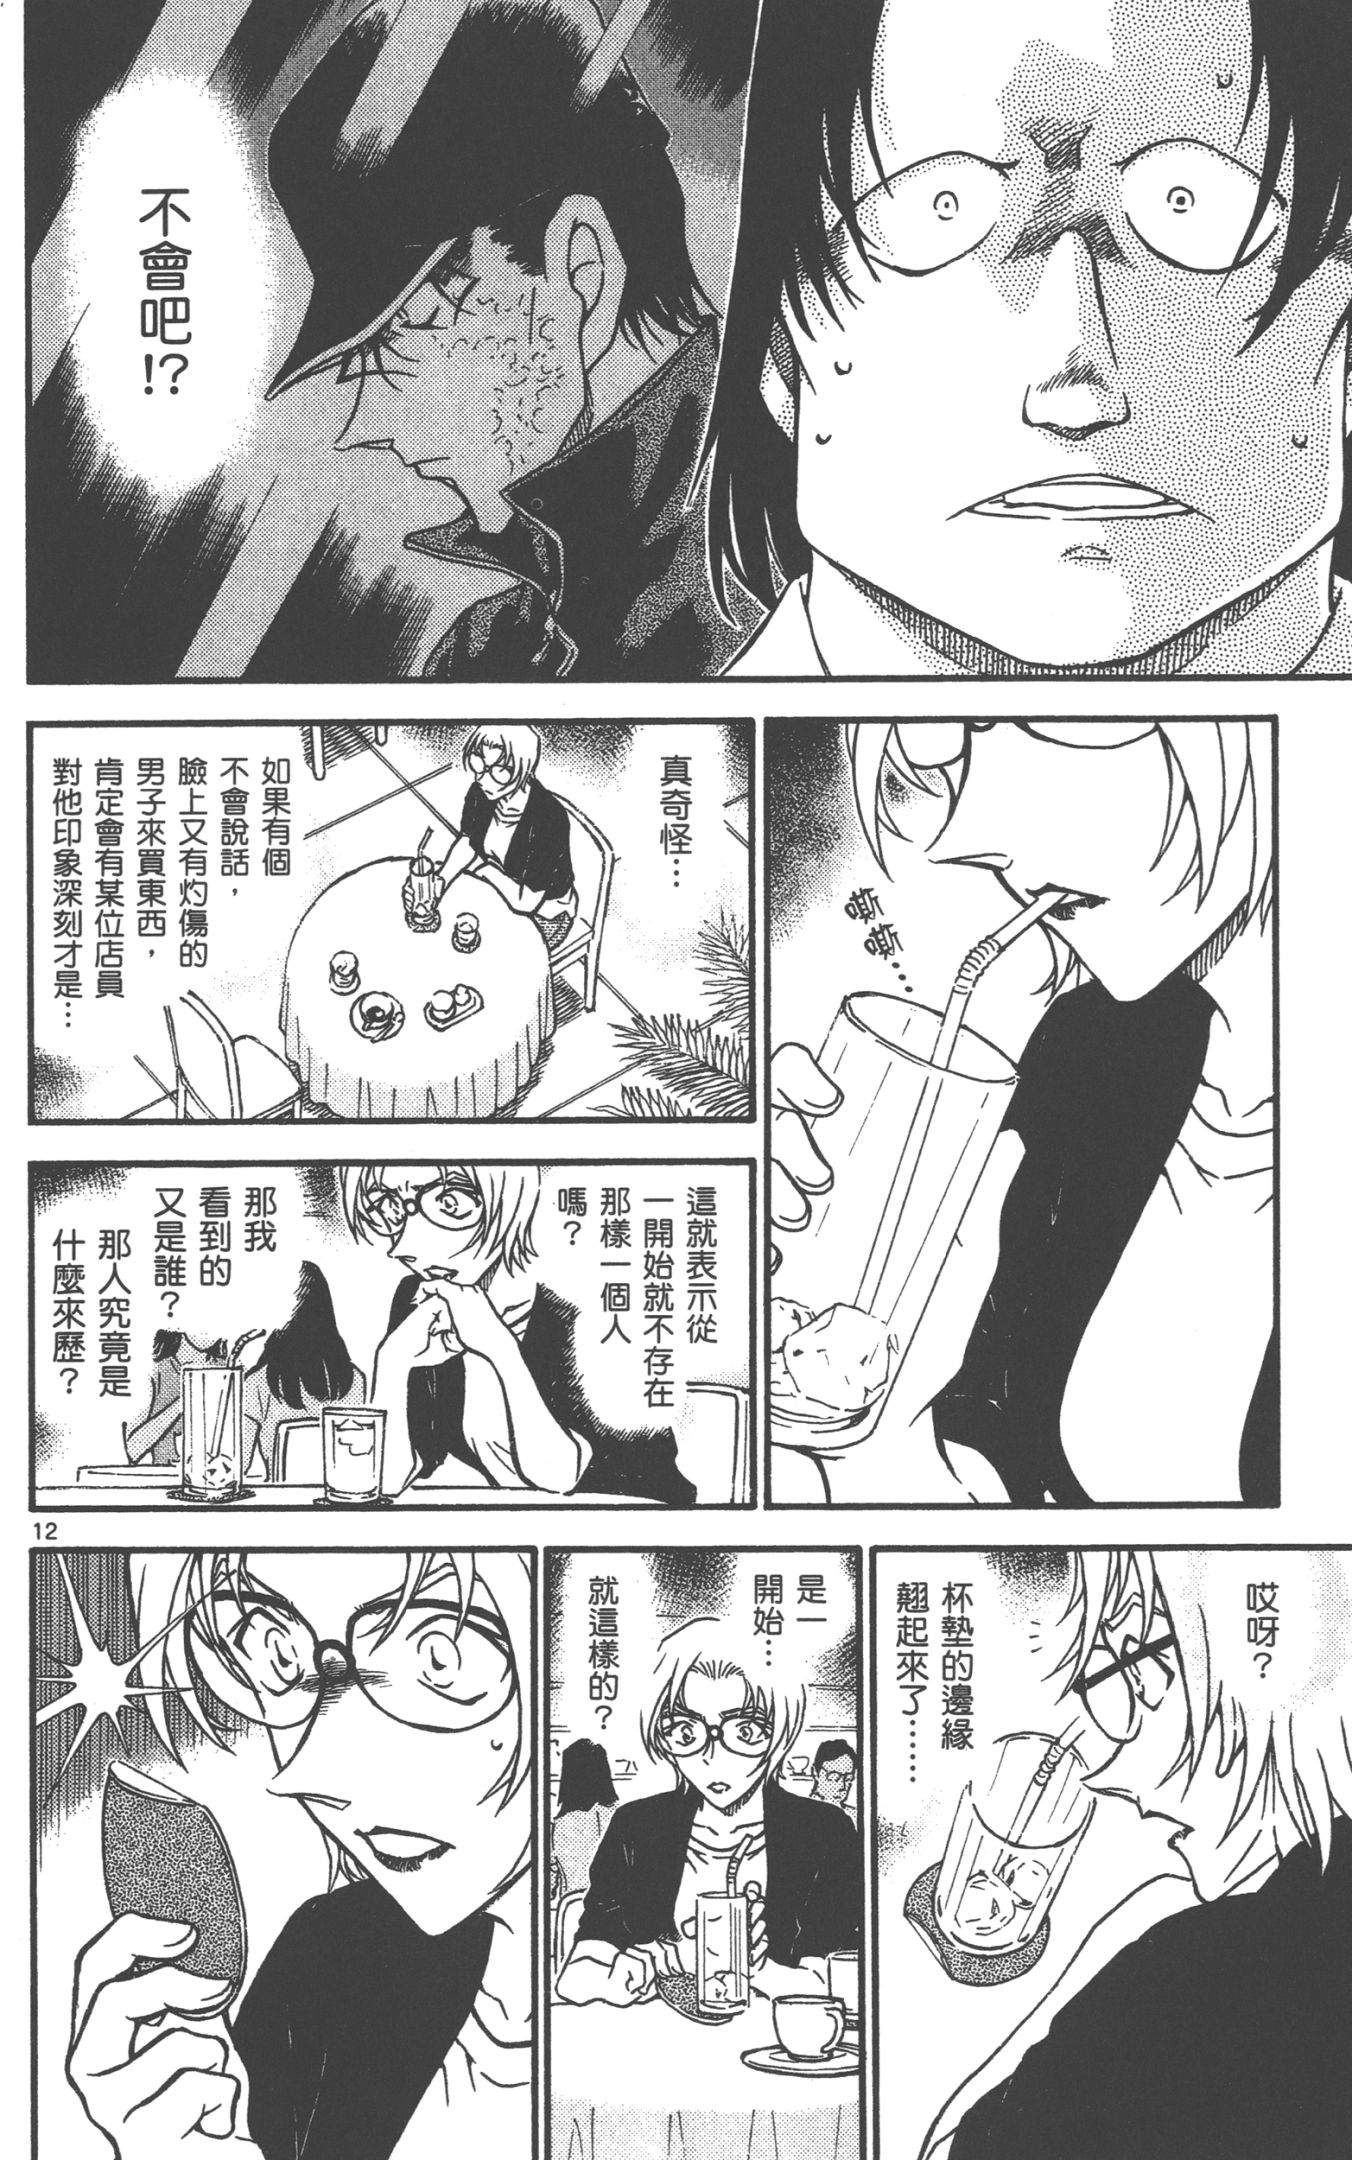 不會吧!?
嘶
嘶…
真奇怪…
如果有個
不會說話，
臉上又有灼傷的
男子來買東西，
肯定會有某位店員
對他印象深刻才是…
這就表示從
一開始就不存在
那樣一個人
嗎？
那我
看到的
又是誰？
那人究竟是
什麼來歷？
12
哎呀？
杯墊的邊緣
翹起來了……
是一
開始…
就這樣的？